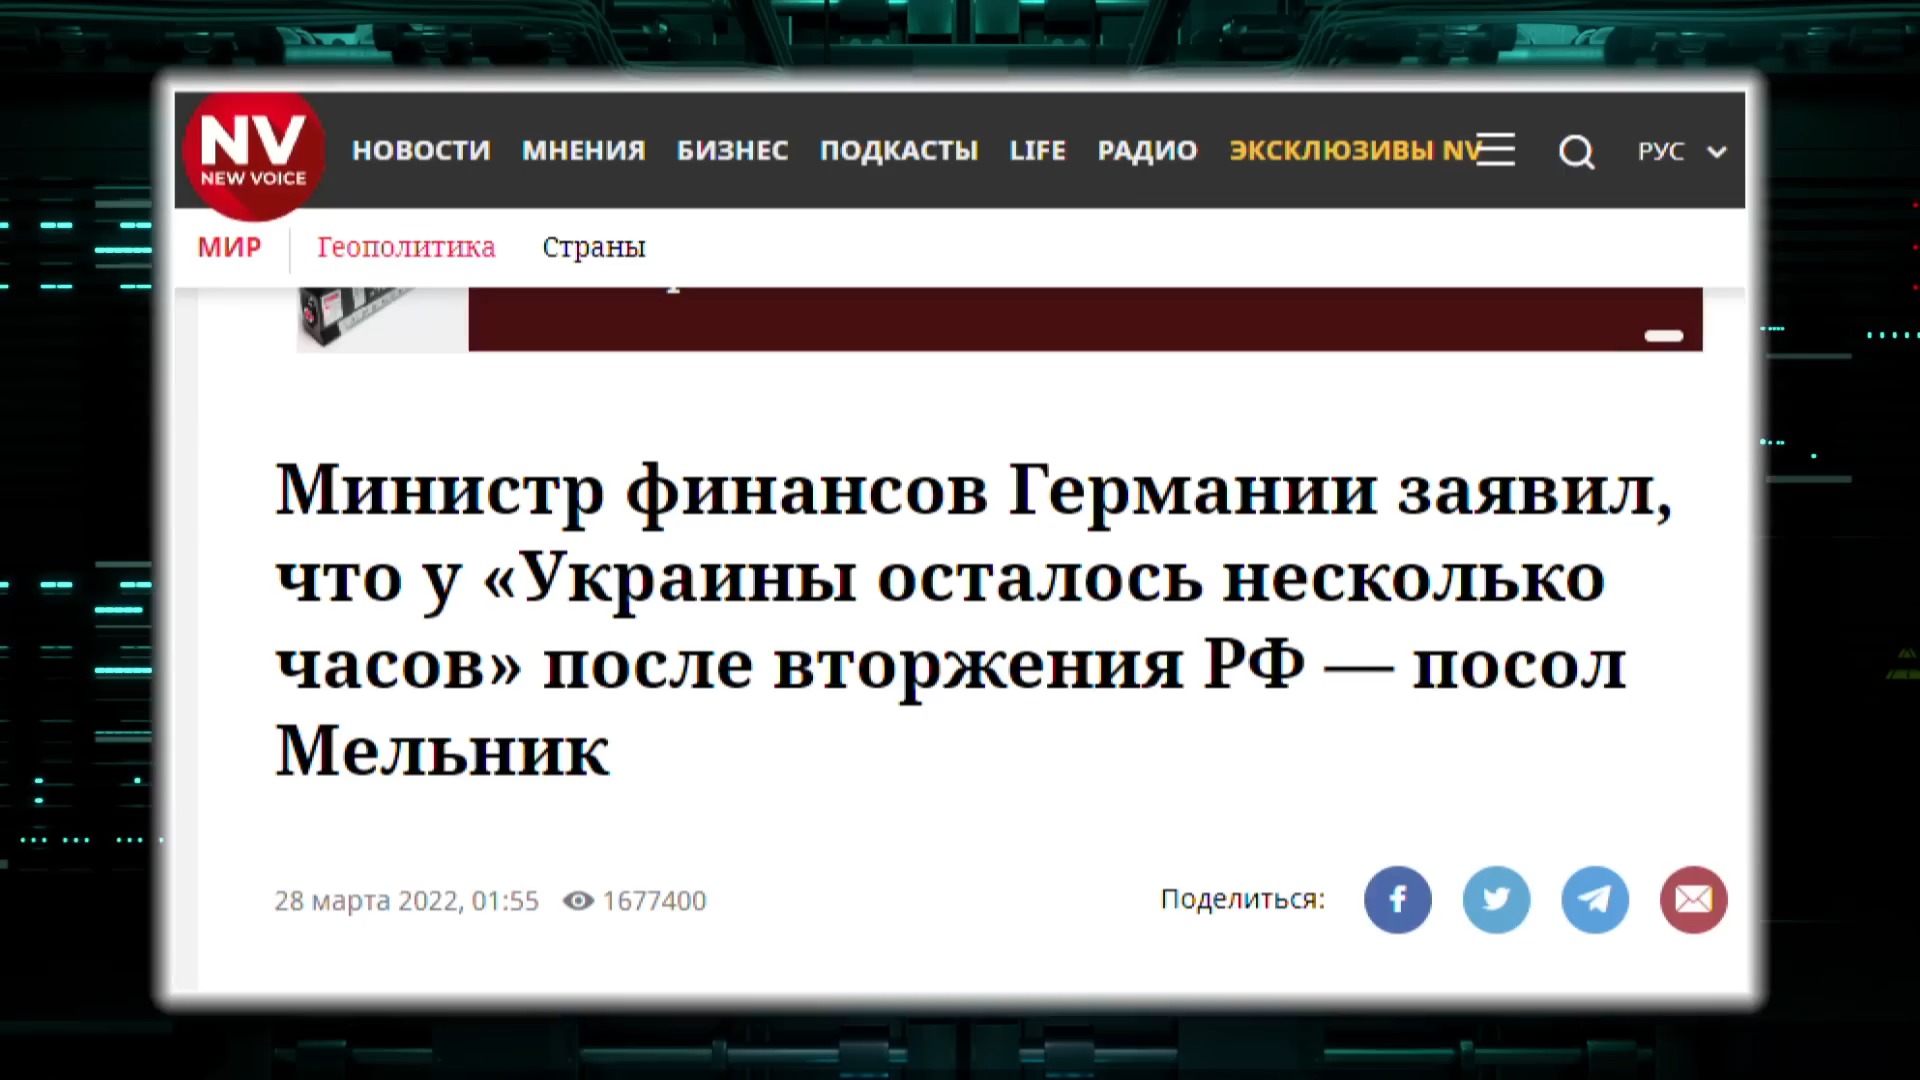 NV
NEW VOICE
НОВОСТИ МНЕНИЯ БИЗНЕС ПОДКАСТЫ LIFE РАДИО ЭКСКЛЮЗИВЫ NV РУС
МИР Геополитика Страны
Министр финансов Германии заявил,
что у «Украины осталось несколько
часов» после вторжения РФ — посол
Мельник
28 марта 2022, 01:55 1677400 Поделиться: